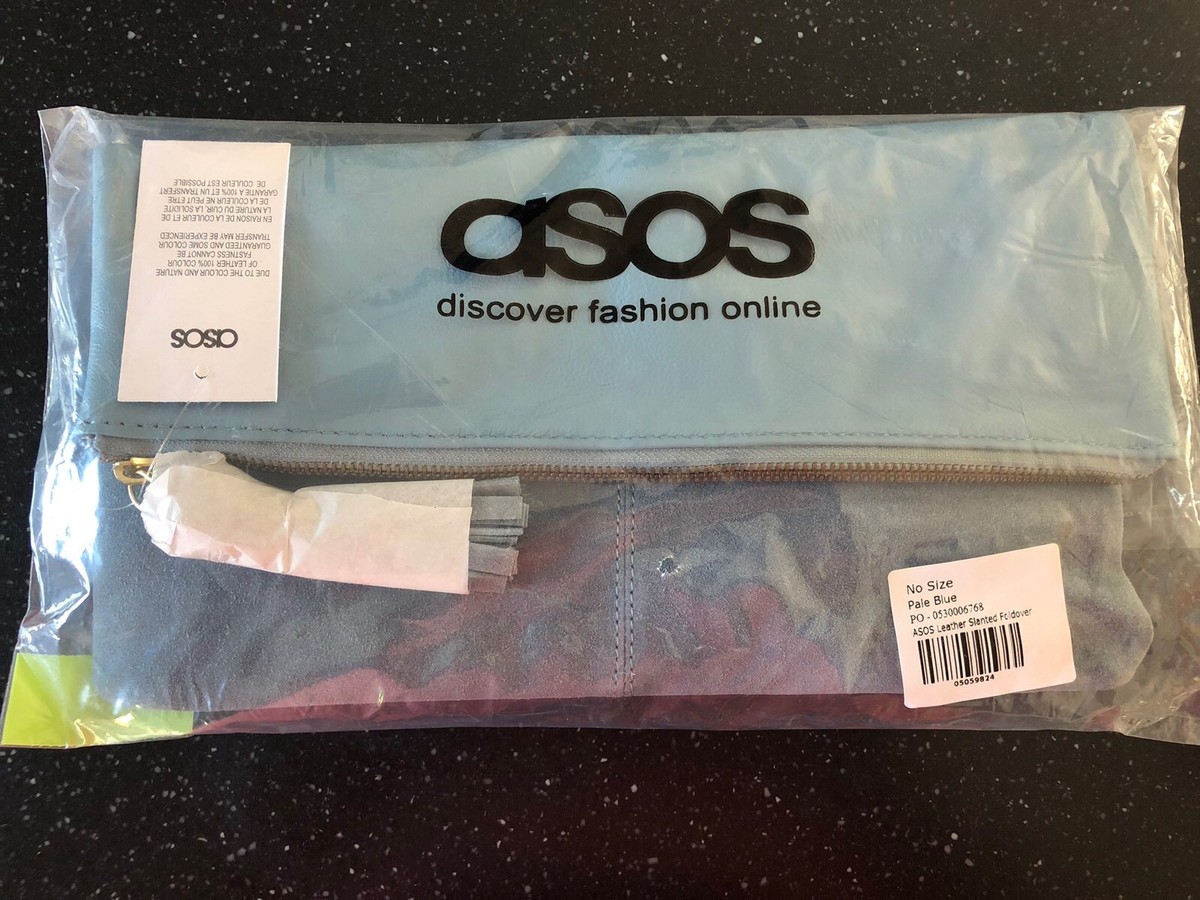 asos
discover fashion online
asos
DUE TO THE COLOUR AND NATURE
OF LEATHER 100% COLOUR
FASTNESS CANNOT BE
GUARANTEED AND SOME COLOUR
TRANSFER MAY BE EXPERIENCED
EN RAISON DE LA COULEUR ET DE
LA NATURE DU CUIR, LA SOLIDITE
DE LA COULEUR NE PEUT ETRE
GARANTIE A 100% ET UN TRANSFERT
DE COULEUR EST POSSIBLE
No Size
Pale Blue
PO - 0530006768
ASOS Leather Slanted Foldover
05059824